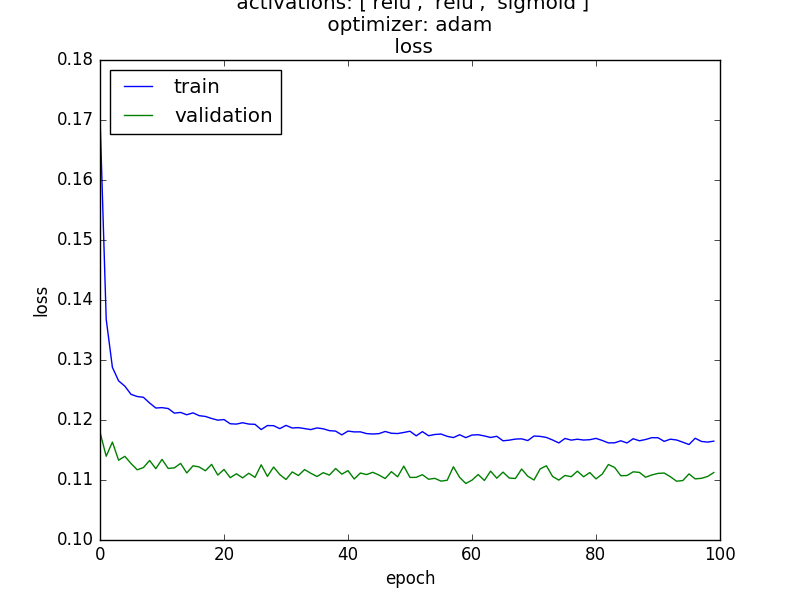 activations: ['relu', 'relu', 'sigmoid']
optimizer: adam
loss
0.18
train
validation
0.17
0.16
0.15
0.14
loss
0.13
0.12
0.11
0.10
0 20 40 60 80 100
epoch